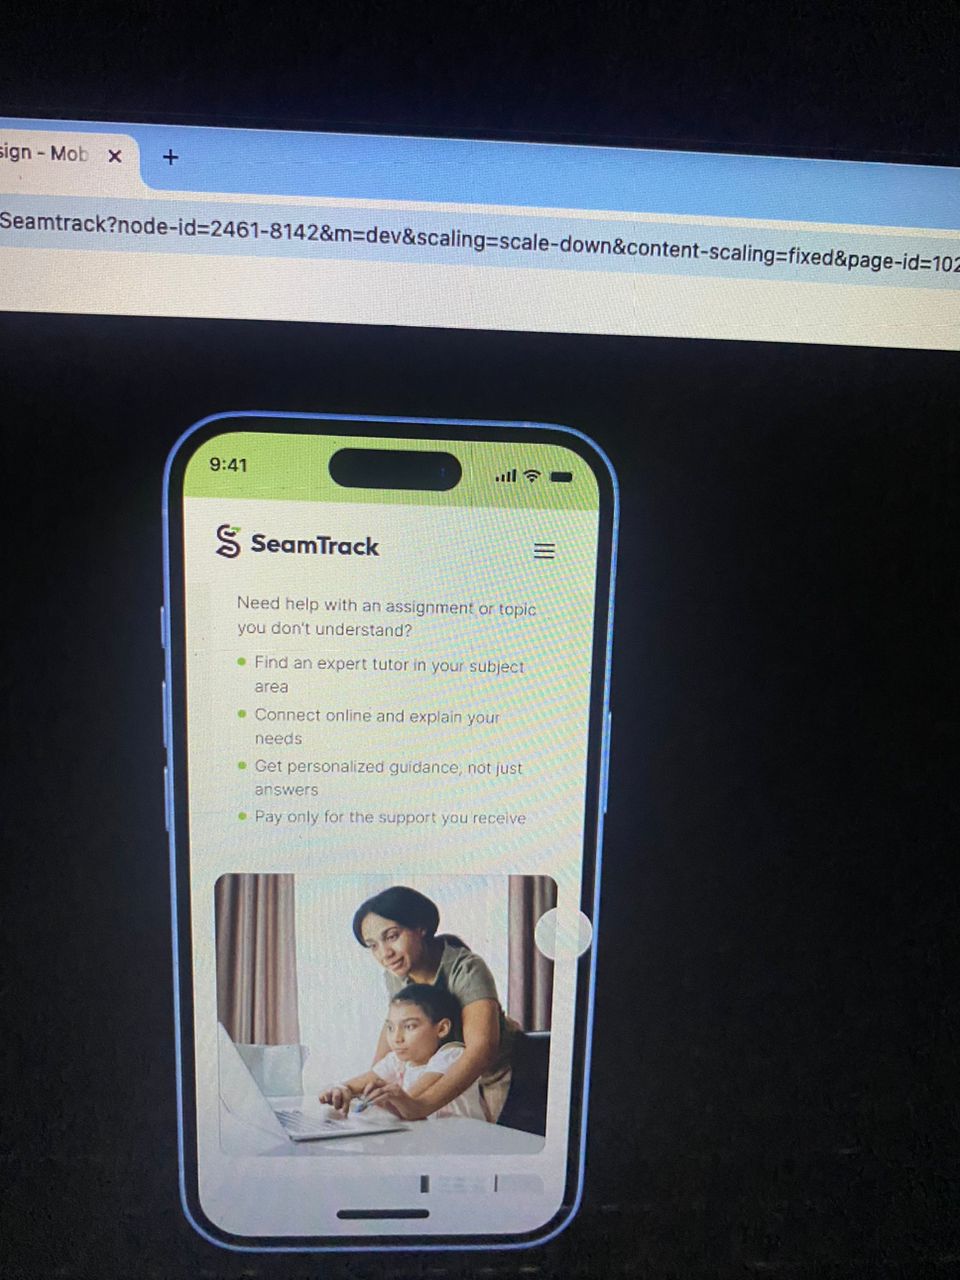 sign - Mob
Seamtrack?node-id=2461-8142&m=dev&scaling=scale-down&content-scaling=fixed&page-id=102
9:41
SeamTrack
Need help with an assignment or topic
you don't understand?
Find an expert tutor in your subject
area
Connect online and explain your
needs
Get personalized guidance, not just
answers
Pay only for the support you receive